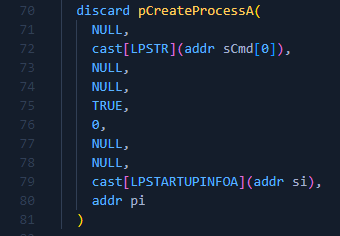 70 discard pCreateProcessA(
71 NULL,
72 cast[LPSTR](addr sCmd[0]),
73 NULL,
74 NULL,
75 TRUE,
76 0,
77 NULL,
78 NULL,
79 cast[LPSTARTUPINFOA](addr si),
80 addr pi
81 )